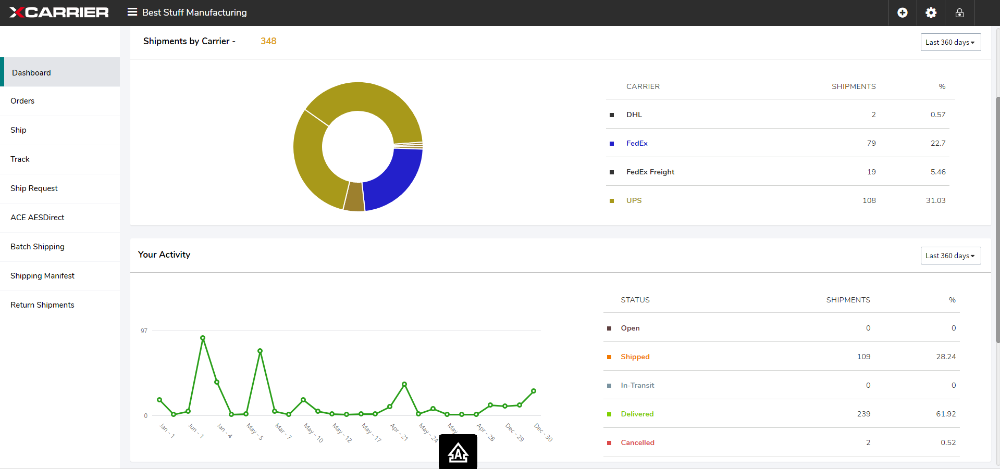 XCARRIER
Best Stuff Manufacturing
Shipments by Carrier -
348
Last 360 days
Dashboard
Orders
Ship
Track
Ship Request
ACE AESDirect
Batch Shipping
Shipping Manifest
Return Shipments
CARRIER SHIPMENTS %
DHL 2 0.57
FedEx 79 22.7
FedEx Freight 19 5.46
UPS 108 31.03
Your Activity
Last 360 days
97
0
Jan - 1
Jun - 1
Jan - 4
May - 5
Mar - 7
May - 10
May - 12
May - 17
Apr - 21
May - 24
May
Apr - 28
Dec - 29
Dec - 30
A
STATUS SHIPMENTS %
Open 0 0
Shipped 109 28.24
In-Transit 0 0
Delivered 239 61.92
Cancelled 2 0.52